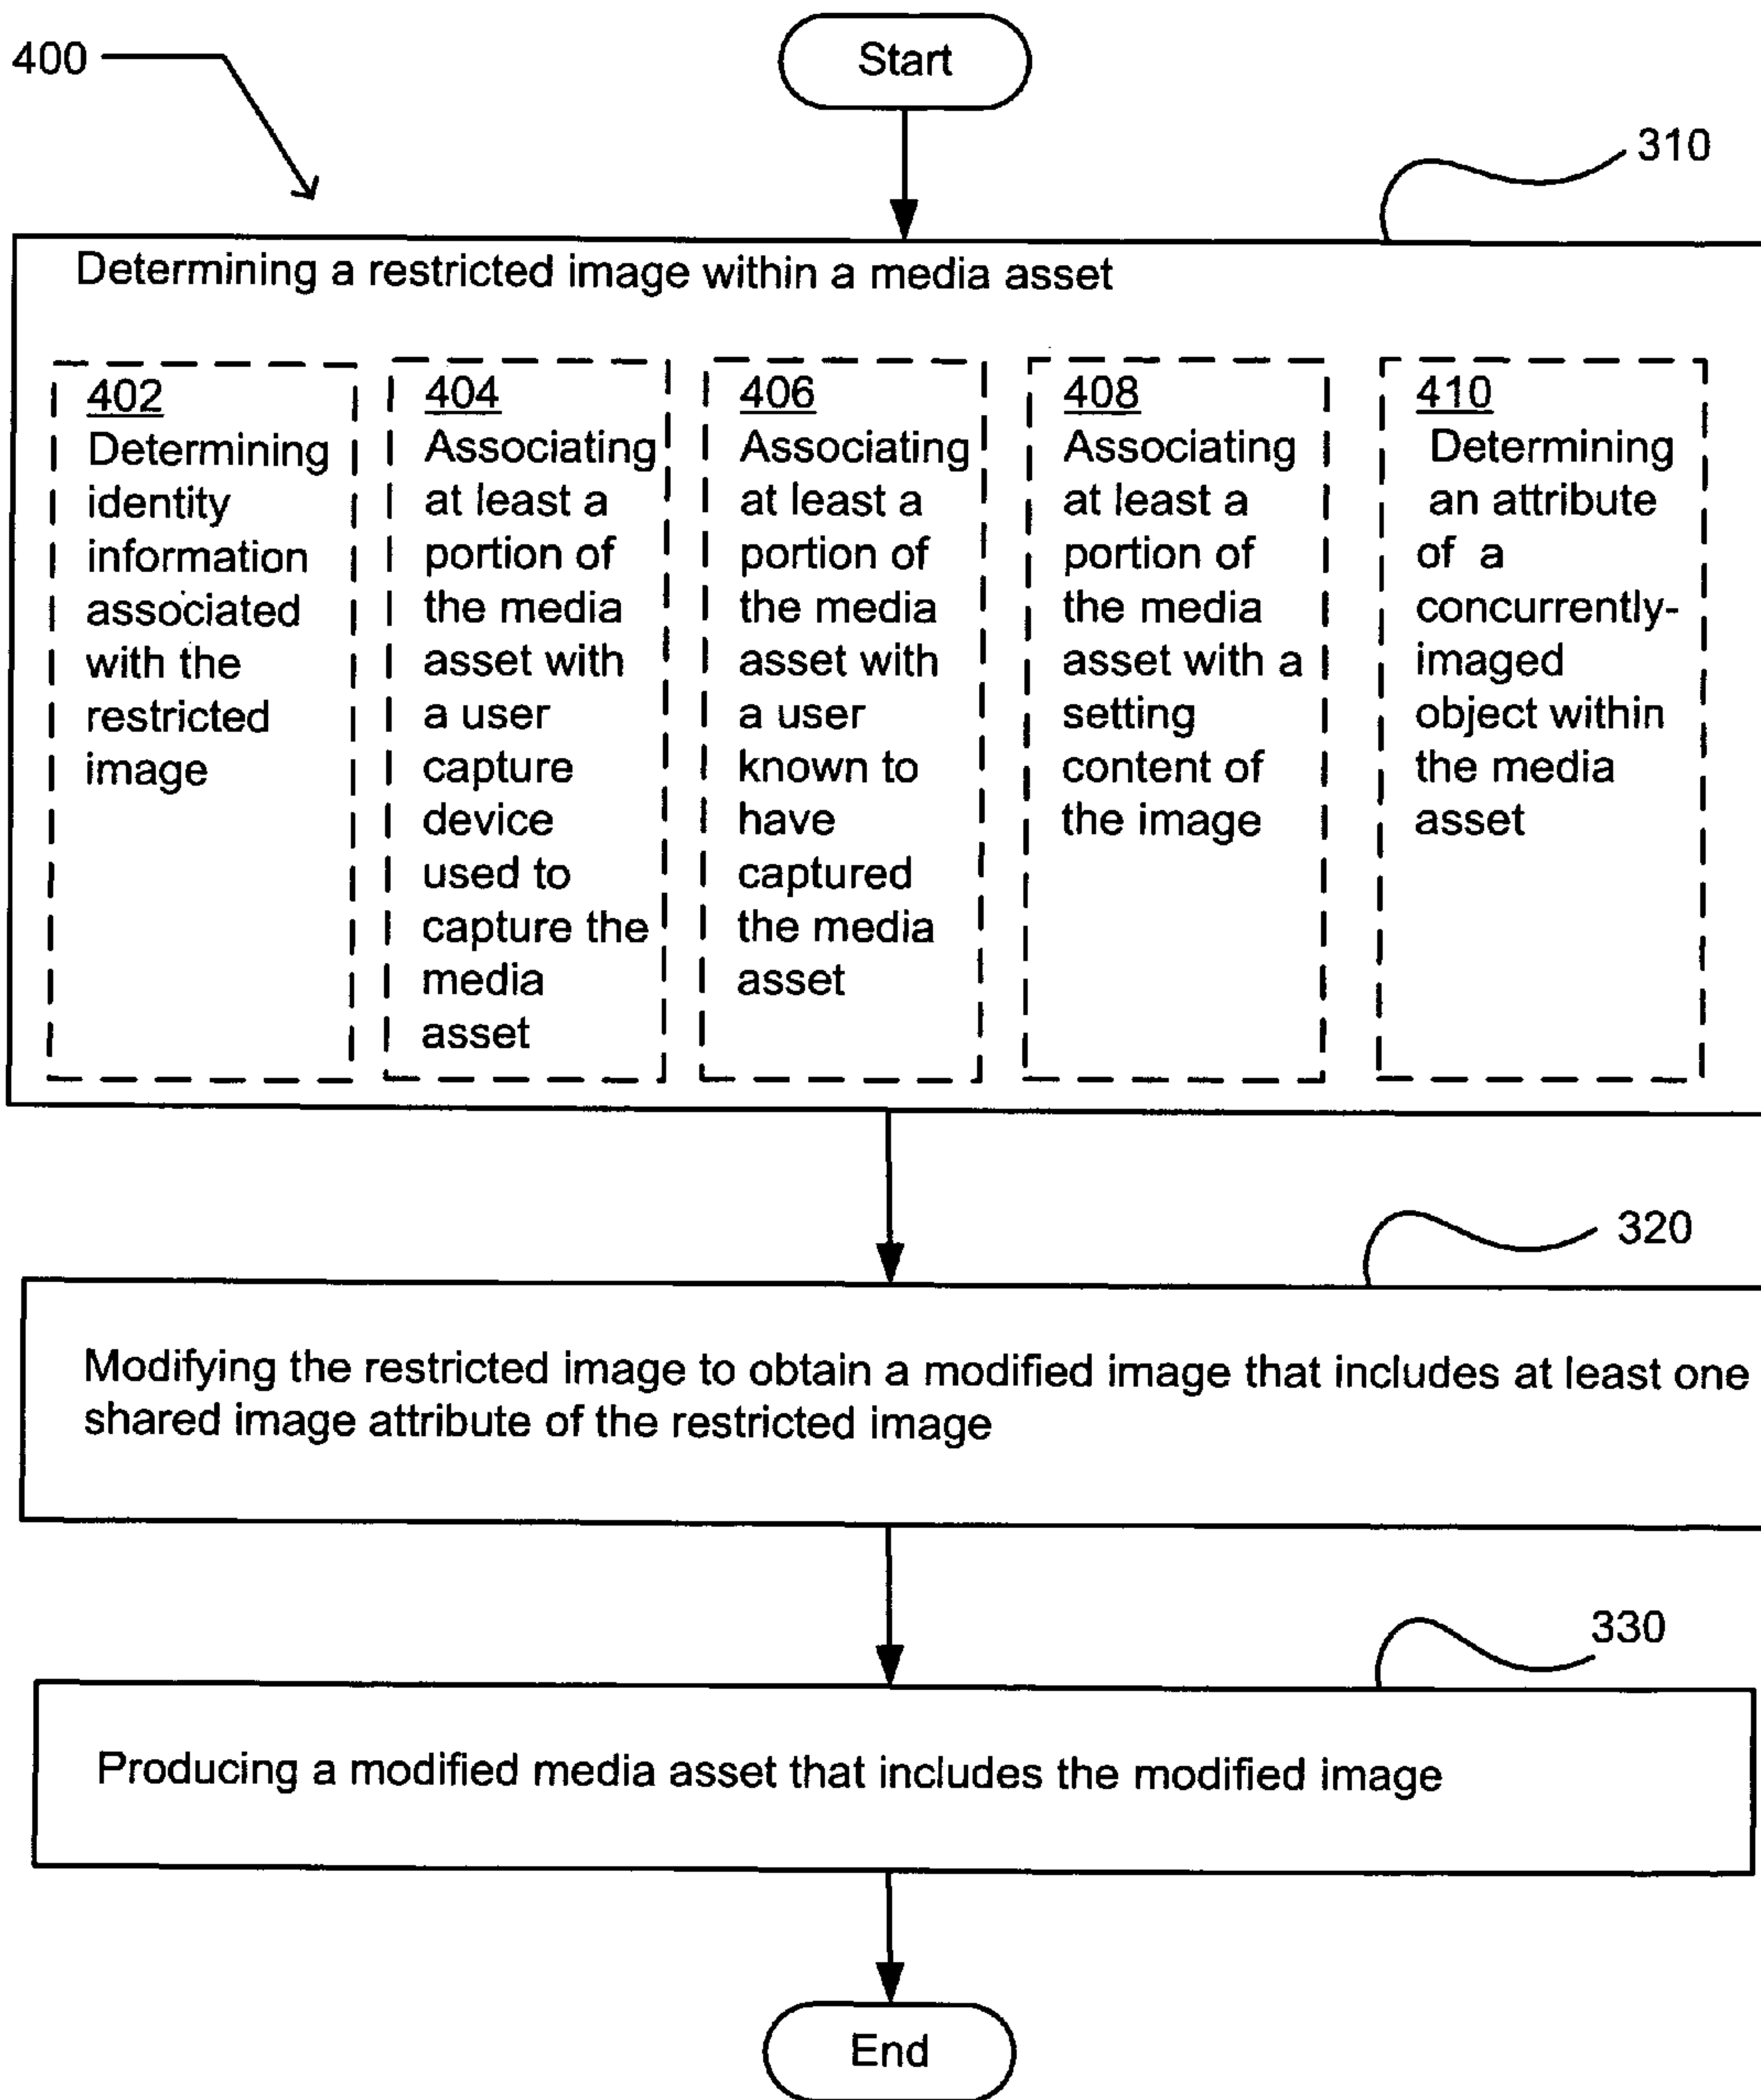 400
Start
310
Determining a restricted image within a media asset
402
Determining
identity
information
associated
with the
restricted
image
404
Associating
at least a
portion of
the media
asset with
a user
capture
device
used to
capture the
media
asset
406
Associating
at least a
portion of
the media
asset with
a user
known to
have
captured
the media
asset
408
Associating
at least a
portion of
the media
asset with a
setting
content of
the image
410
Determining
an attribute
of a
concurrently-
imaged
object within
the media
asset
320
Modifying the restricted image to obtain a modified image that includes at least one
shared image attribute of the restricted image
330
Producing a modified media asset that includes the modified image
End